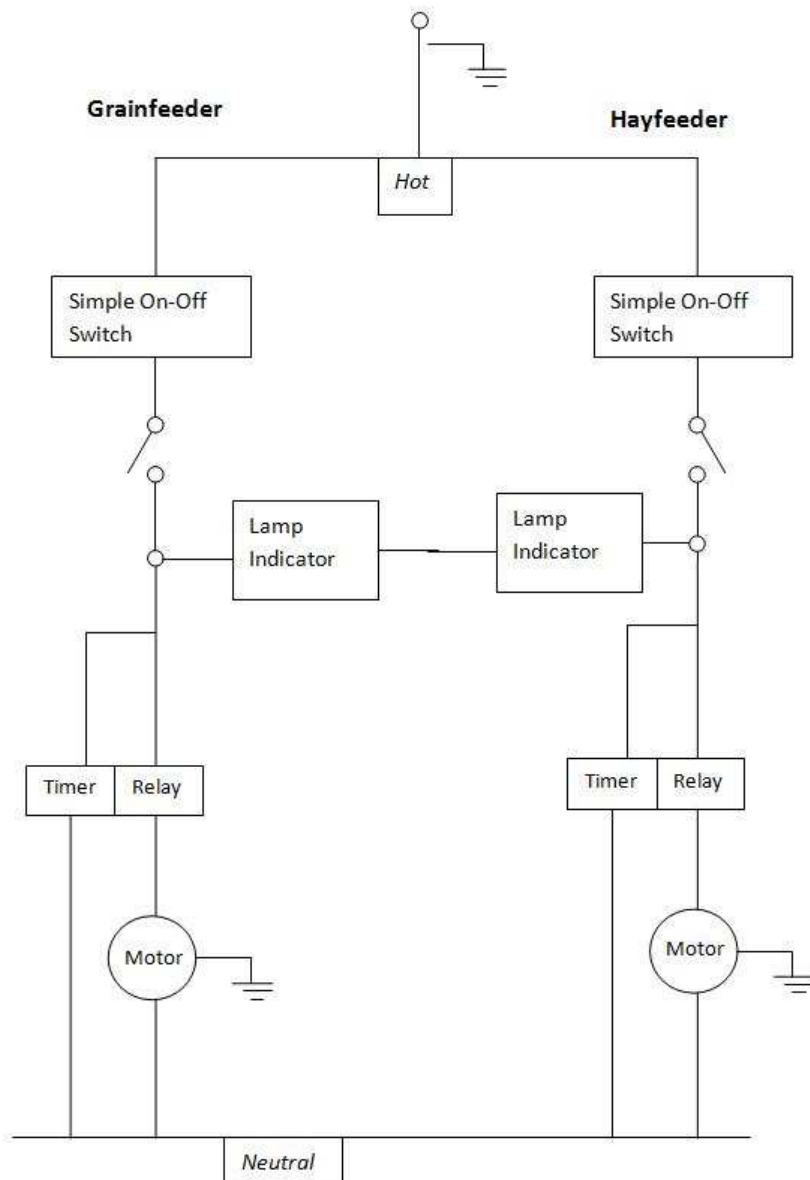 Grainfeeder
Hayfeeder
Hot
Simple On-Off
Switch
Simple On-Off
Switch
Lamp
Indicator
Lamp
Indicator
Timer
Relay
Timer
Relay
Motor
Motor
Neutral